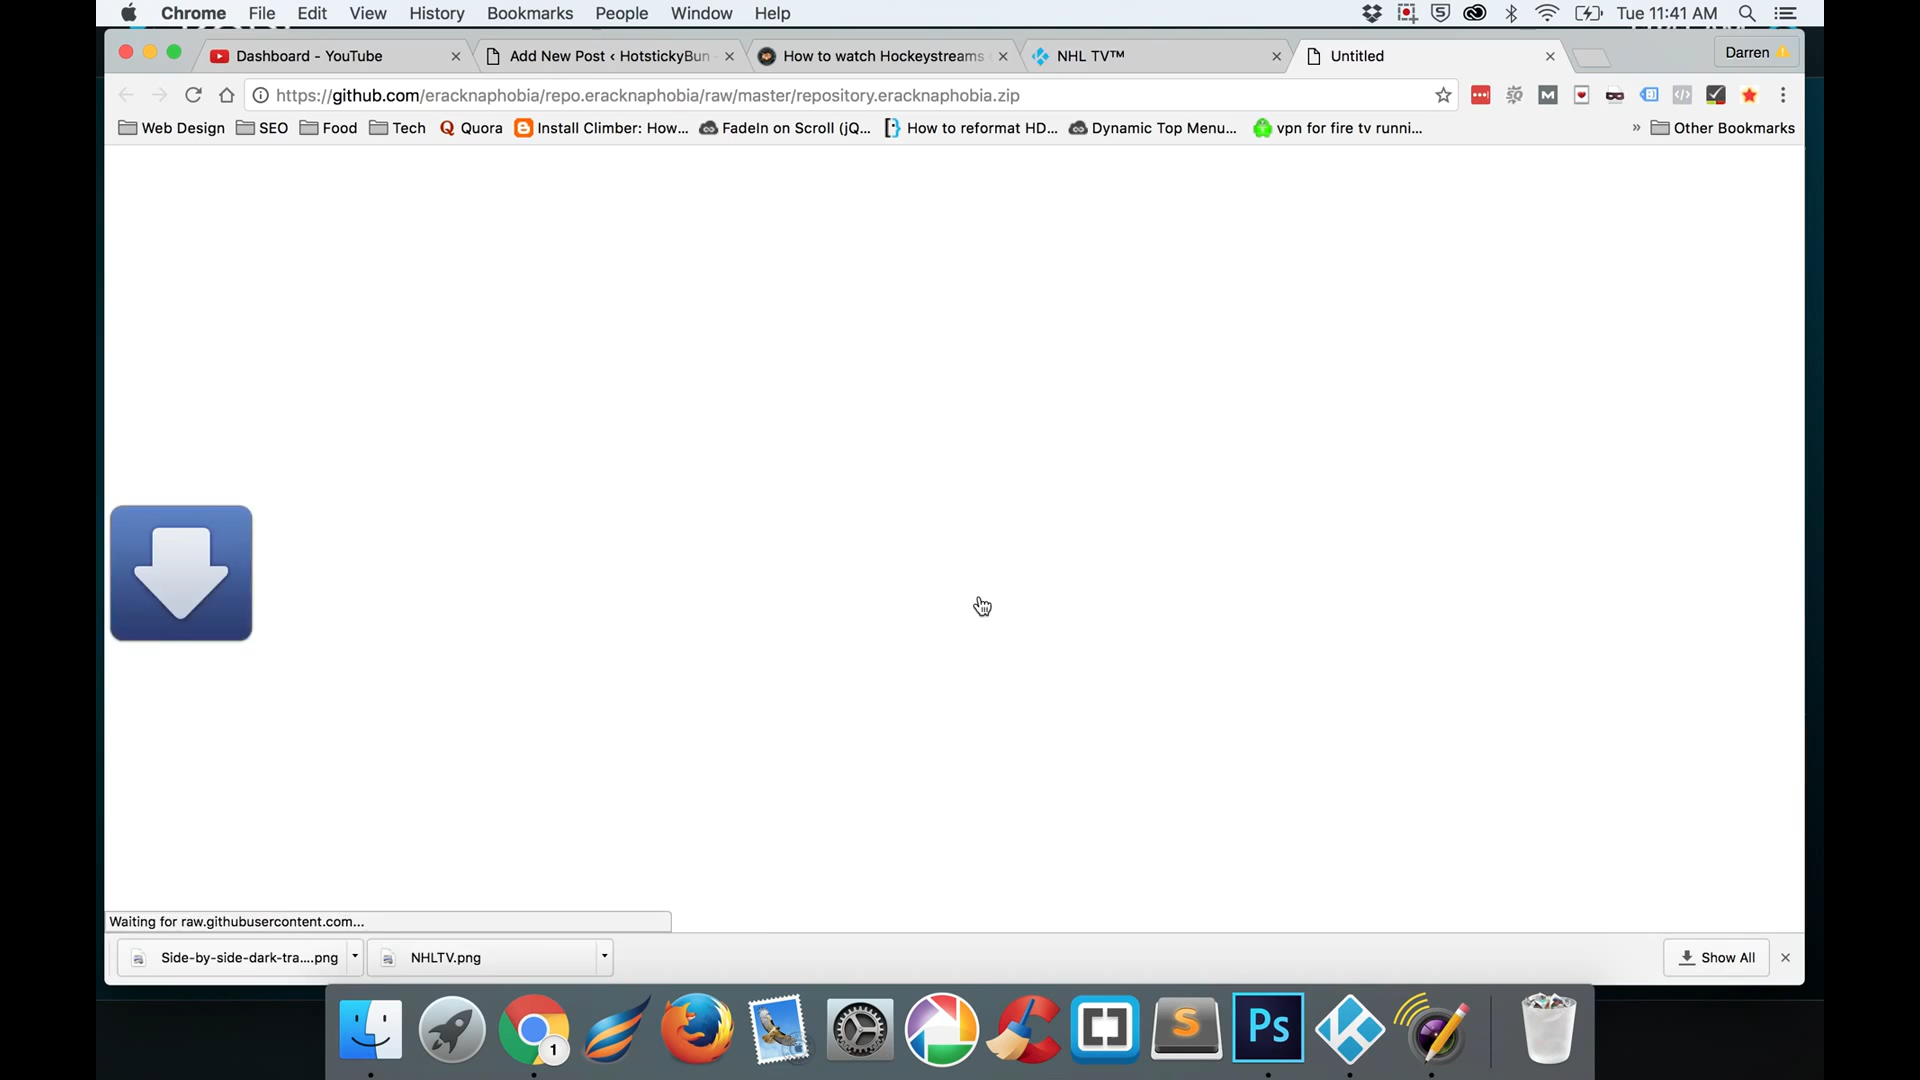 Chrome File Edit View History Bookmarks People Window Help Tue 11:41 AM
Dashboard - YouTube Add New Post ‹ HotstickyBun How to watch Hockeystreams NHL TV™ Untitled Darren
https://github.com/eracknaphobia/repo.eracknaphobia/raw/master/repository.eracknaphobia.zip
Web Design SEO Food Tech Quora Install Climber: How... FadeIn on Scroll (jQ... How to reformat HD... Dynamic Top Menu... vpn for fire tv runni... » Other Bookmarks
Waiting for raw.githubusercontent.com...
Side-by-side-dark-tra....png NHLTV.png Show All
1 S Ps